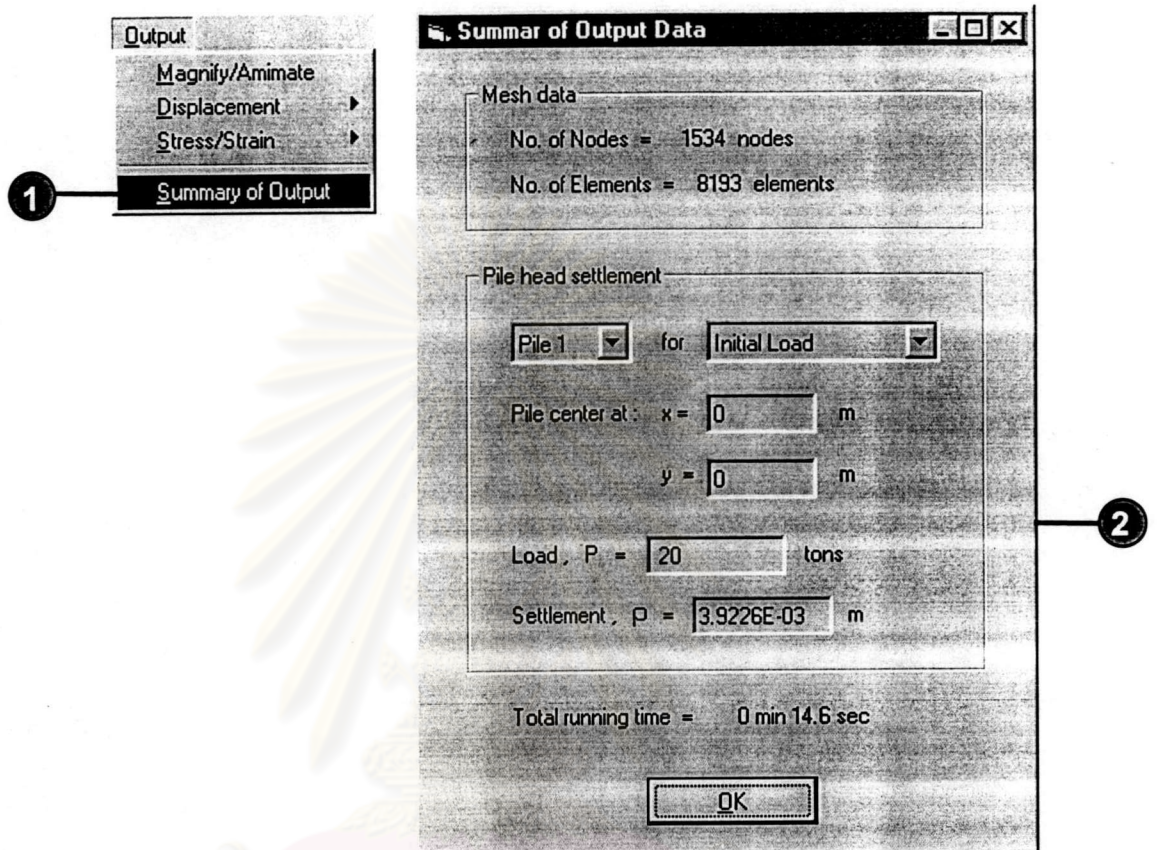 Output
Magnify/Amimate
Displacement
Stress/Strain
Summary of Output
1
Summar of Output Data
Mesh data
No. of Nodes = 1534 nodes
No. of Elements = 8193 elements
Pile head settlement
Pile 1 for Initial Load
Pile center at : x = 0 m
y = 0 m
Load , P = 20 tons
Settlement , ρ = 3.9226E-03 m
Total running time = 0 min 14.6 sec
OK
2